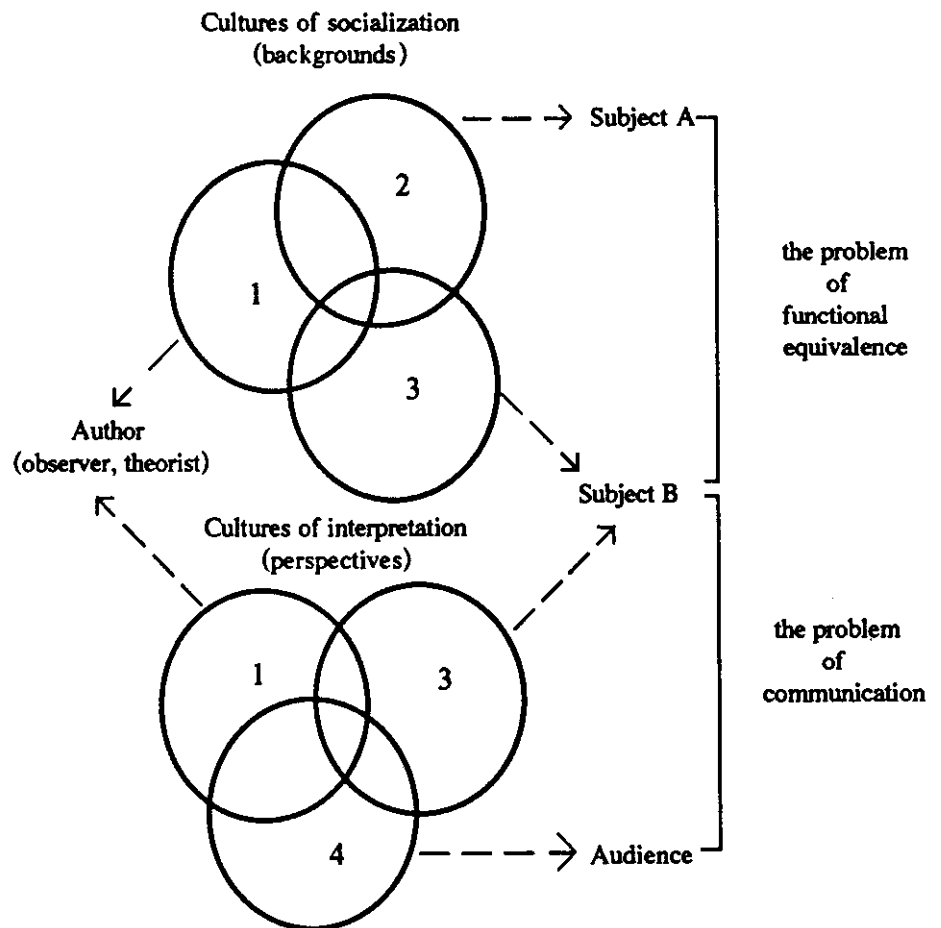 Cultures of socialization
(backgrounds)
Subject A
2
1
the problem
of
functional
equivalence
3
Author
(observer, theorist)
Subject B
Cultures of interpretation
(perspectives)
1
3
the problem
of
communication
4
Audience